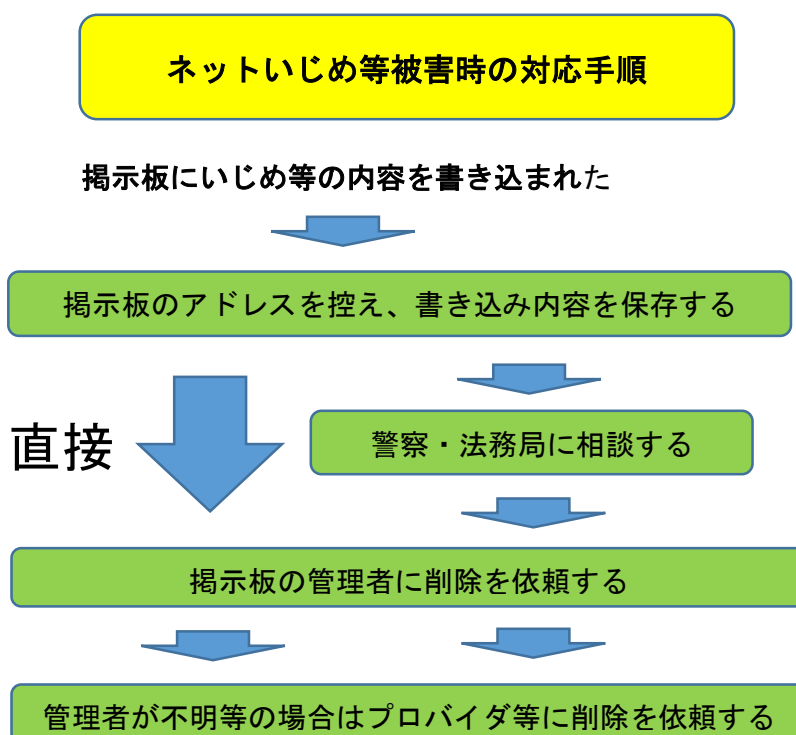 ネットいじめ等被害時の対応手順
掲示板にいじめ等の内容を書き込まれた
掲示板のアドレスを控え、書き込み内容を保存する
直接
警察・法務局に相談する
掲示板の管理者に削除を依頼する
管理者が不明等の場合はプロバイダ等に削除を依頼する